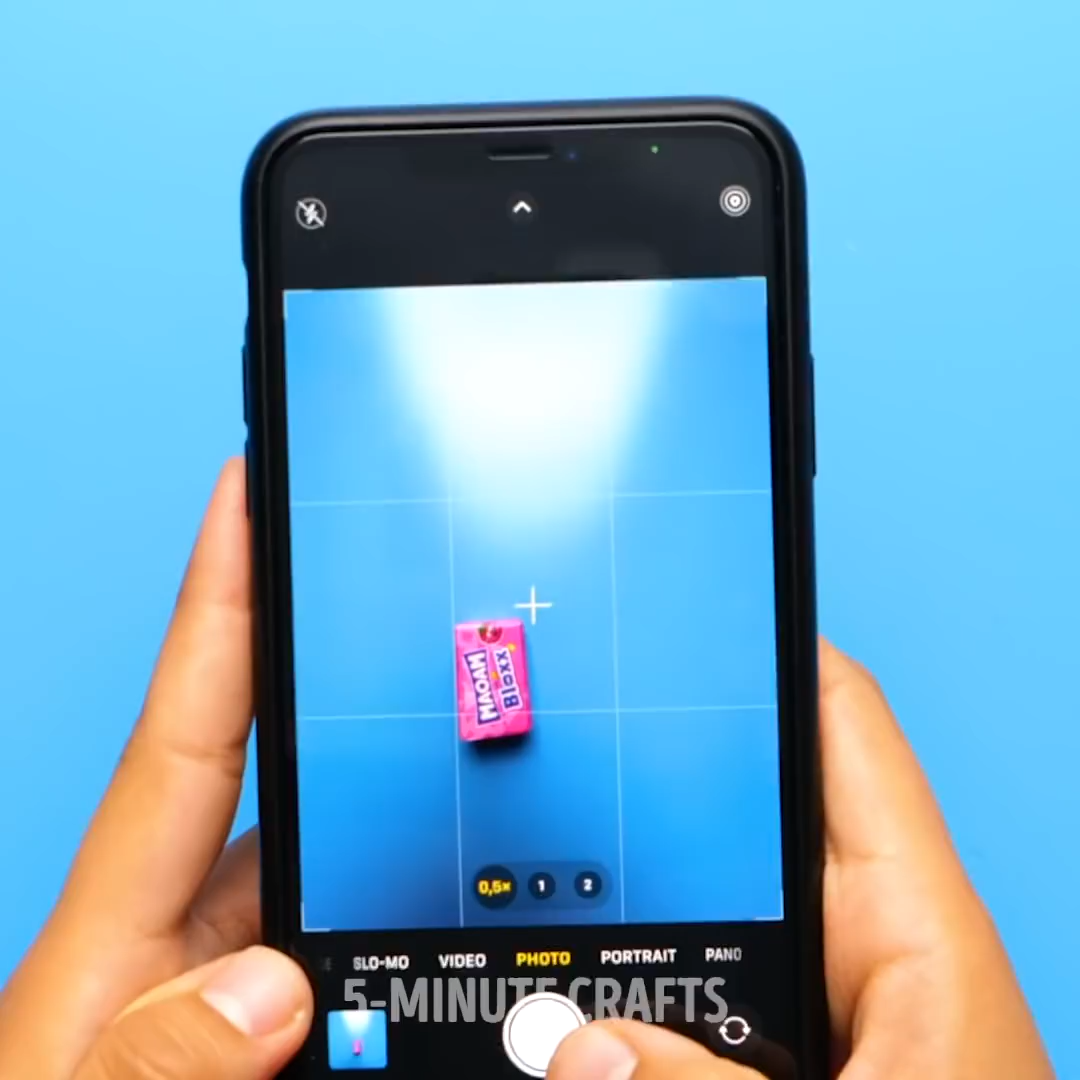 MAOAM
Bloxx
0,5× 1 2
SLO-MO VIDEO PHOTO PORTRAIT PANO
5-MINUTE CRAFTS